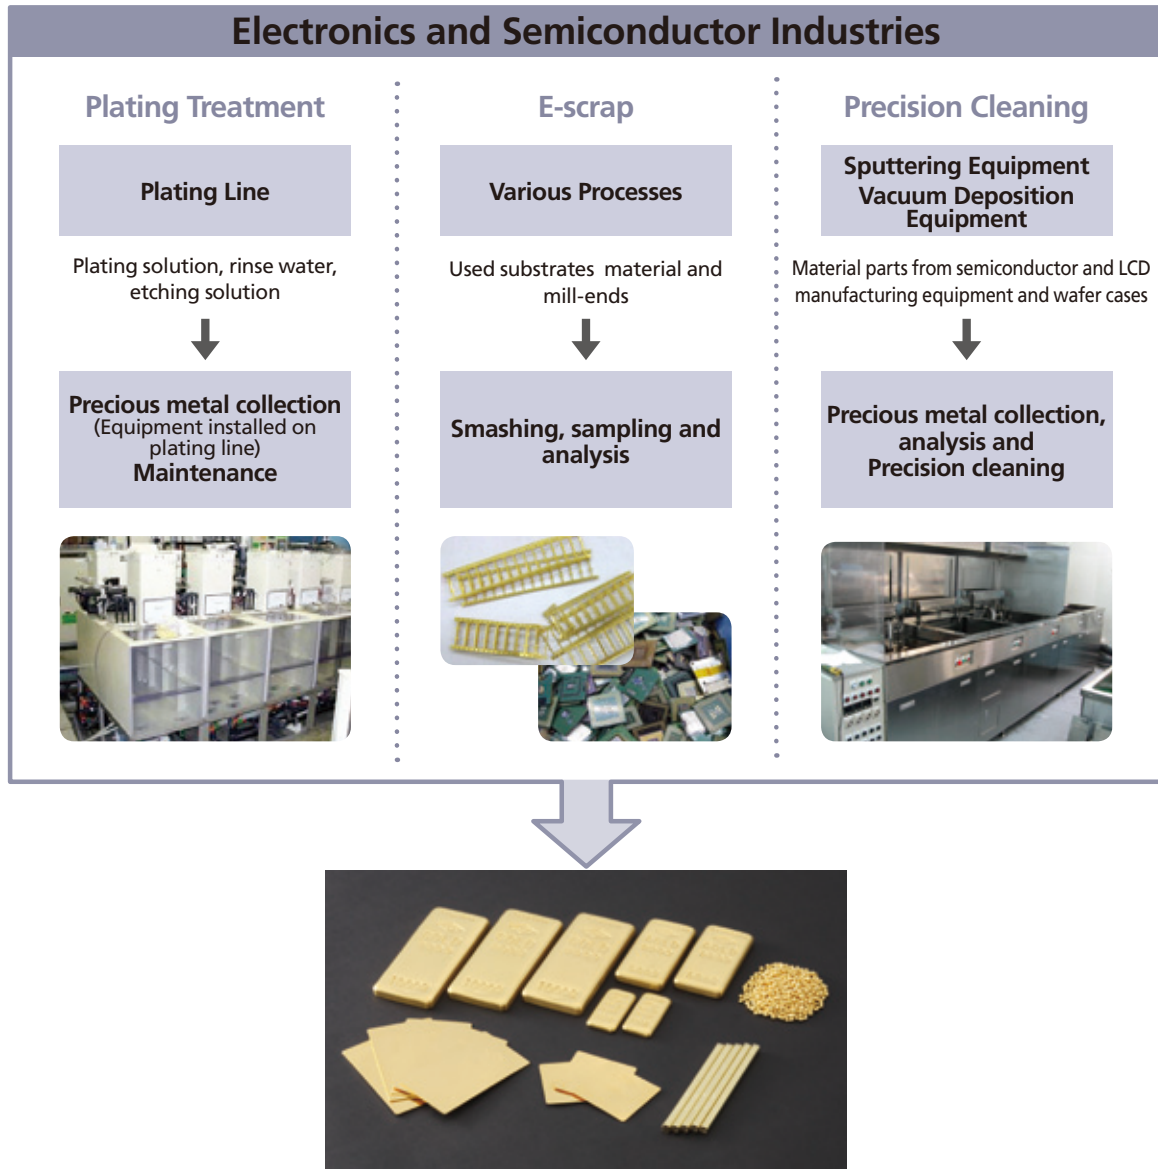 Electronics and Semiconductor Industries
Plating Treatment
Plating Line
Plating solution, rinse water,
etching solution
Precious metal collection
(Equipment installed on
plating line)
Maintenance
E-scrap
Various Processes
Used substrates material and
mill-ends
Smashing, sampling and
analysis
Precision Cleaning
Sputtering Equipment
Vacuum Deposition
Equipment
Material parts from semiconductor and LCD
manufacturing equipment and wafer cases
Precious metal collection,
analysis and
Precision cleaning